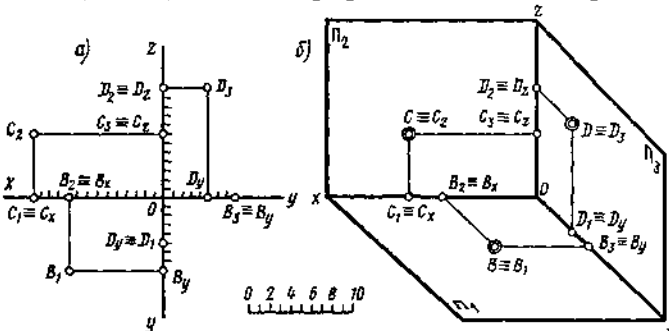 а) z б) z
П₂
D₂≡D_z D₃ D₂≡D_z
C₂ C₃≡C_z C≡C₂ C₃≡C_z D≡D₃
П₃
x B₂≡B_x D_y y x B₂≡B_x 0
C₁≡C_x 0 B₃≡B_y C₁≡C_x D₁≡D_y
D_y≡D₁ B₃≡B_y
B₁ B_y B≡B₁
0 2 4 6 8 10 П₁
y